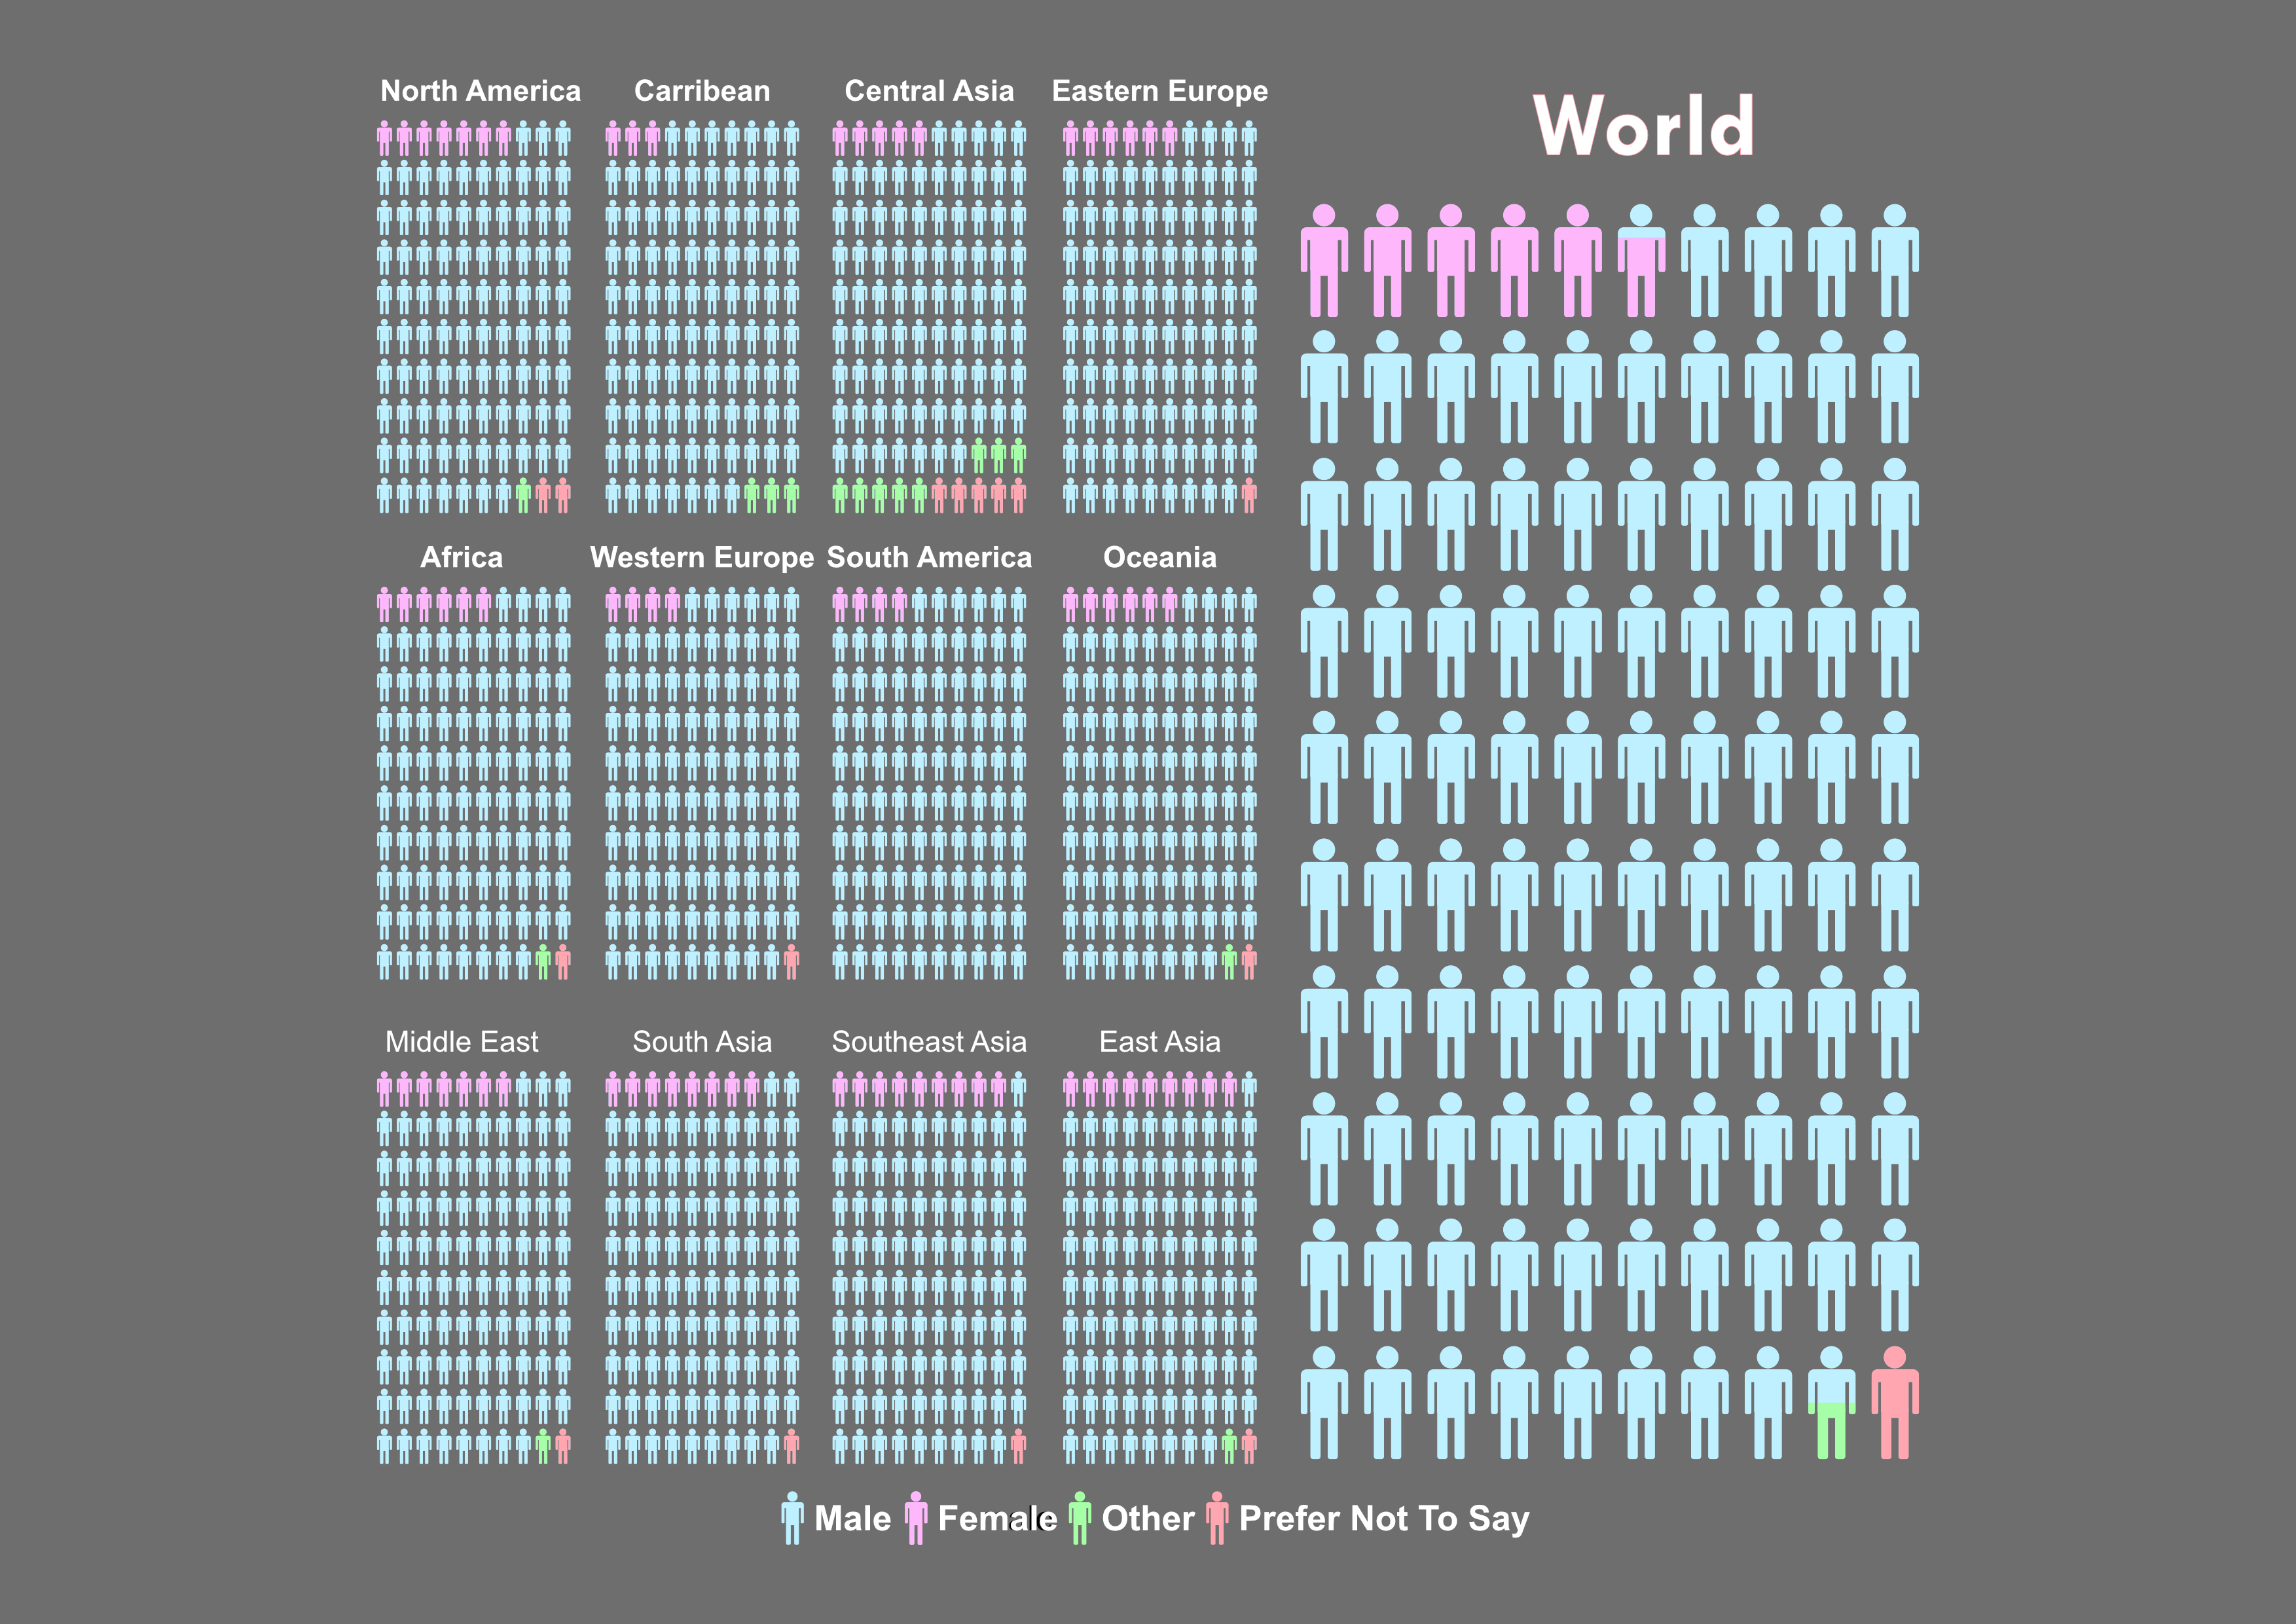 North America Carribean Central Asia Eastern Europe
World
Africa Western Europe South America Oceania
Middle East South Asia Southeast Asia East Asia
Male Female Other Prefer Not To Say